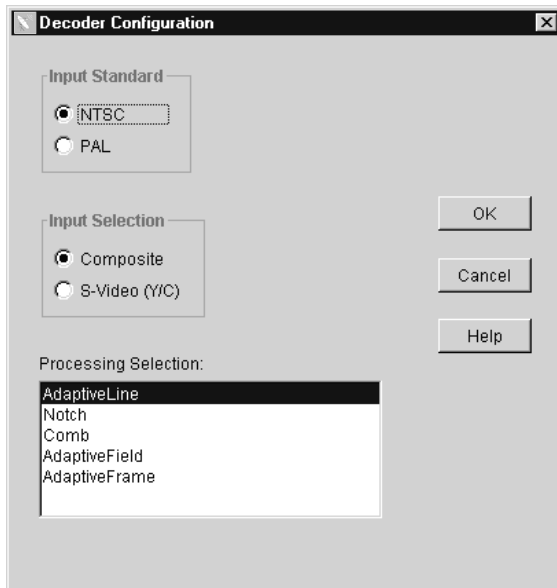 Decoder Configuration
Input Standard
NTSC
PAL
Input Selection
Composite
S-Video (Y/C)
OK
Cancel
Help
Processing Selection:
AdaptiveLine
Notch
Comb
AdaptiveField
AdaptiveFrame